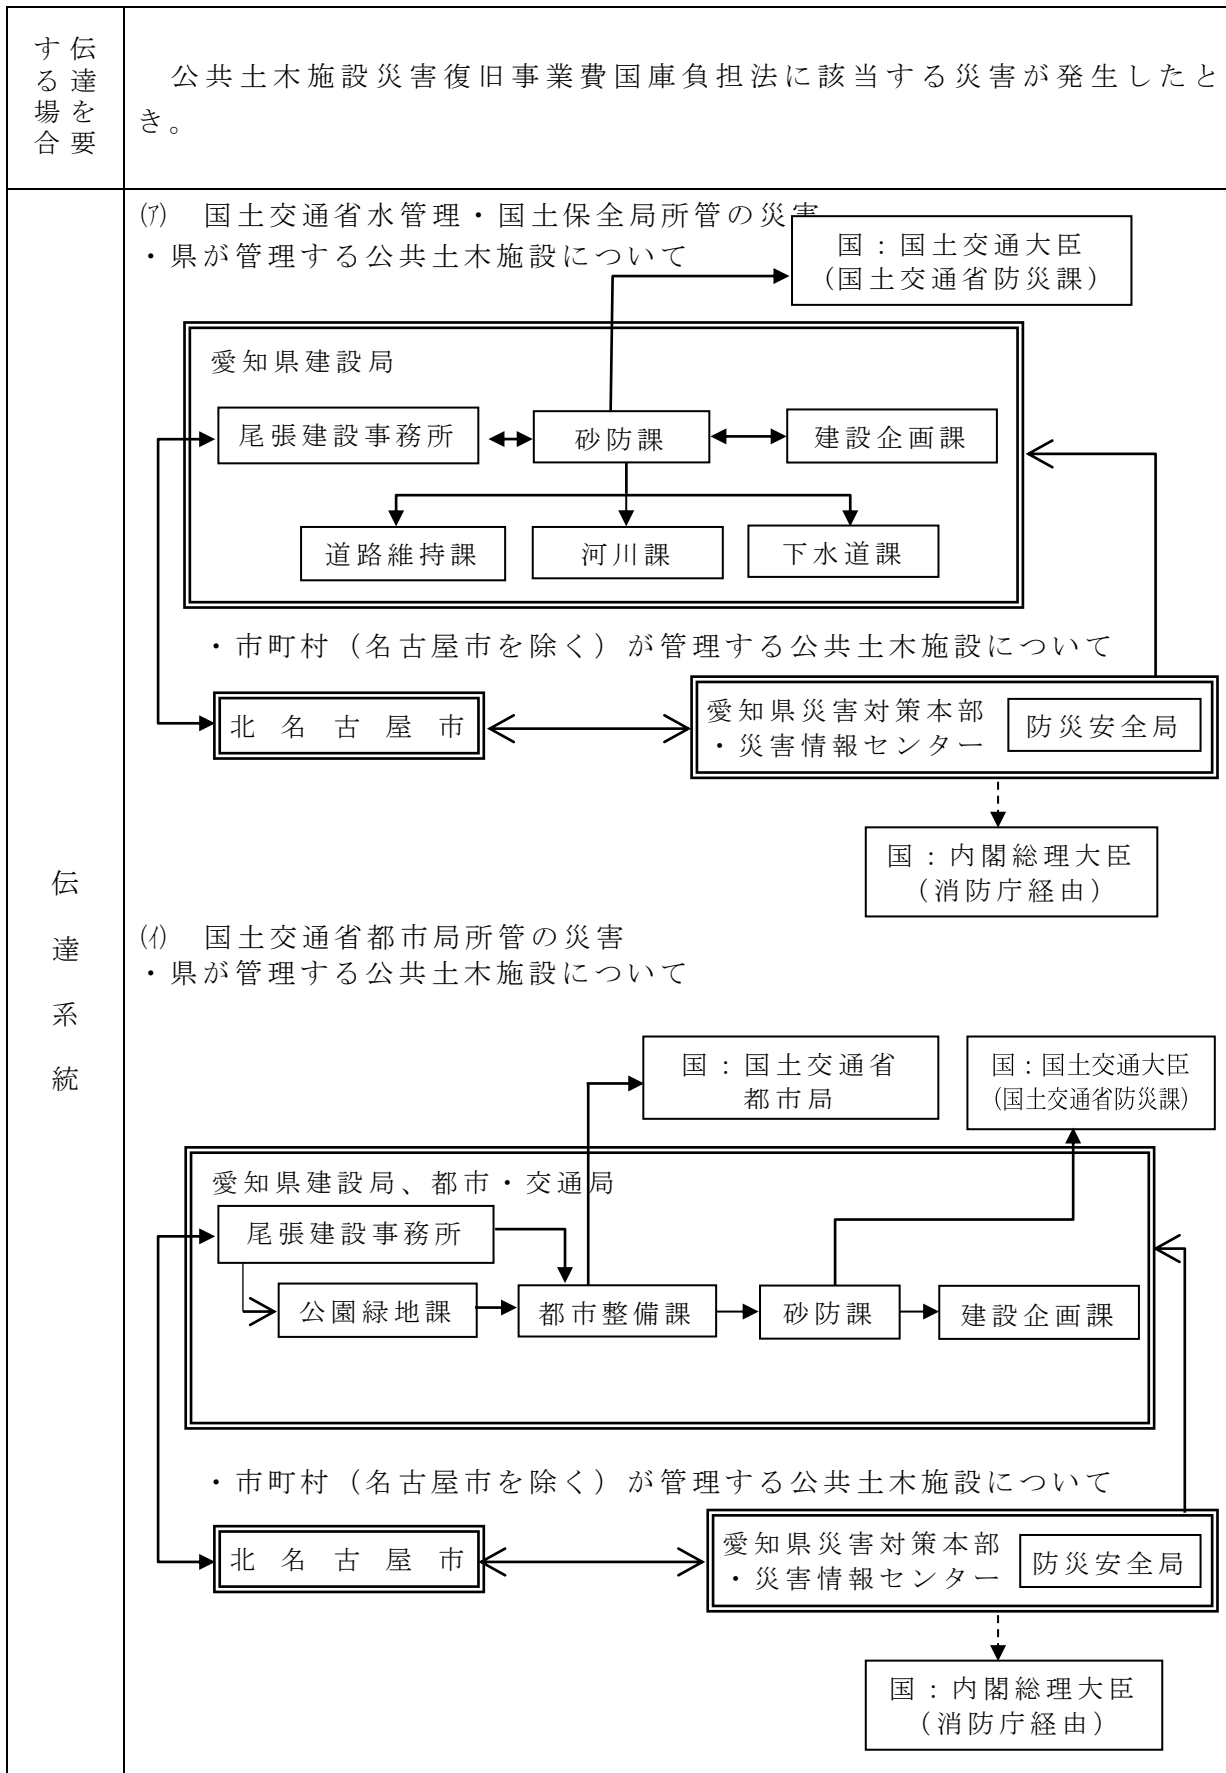 伝達を要
する場合
公共土木施設災害復旧事業費国庫負担法に該当する災害が発生したと
き。
伝達系統
㈠ 国土交通省水管理・国土保全局所管の災害
・県が管理する公共土木施設について
国：国土交通大臣
（国土交通省防災課）
愛知県建設局
尾張建設事務所
砂防課
建設企画課
道路維持課
河川課
下水道課
・市町村（名古屋市を除く）が管理する公共土木施設について
北名古屋市
愛知県災害対策本部
・災害情報センター
防災安全局
国：内閣総理大臣
（消防庁経由）
(ｲ) 国土交通省都市局所管の災害
・県が管理する公共土木施設について
国：国土交通省
都市局
国：国土交通大臣
（国土交通省防災課）
愛知県建設局、都市・交通局
尾張建設事務所
公園緑地課
都市整備課
砂防課
建設企画課
・市町村（名古屋市を除く）が管理する公共土木施設について
北名古屋市
愛知県災害対策本部
・災害情報センター
防災安全局
国：内閣総理大臣
（消防庁経由）